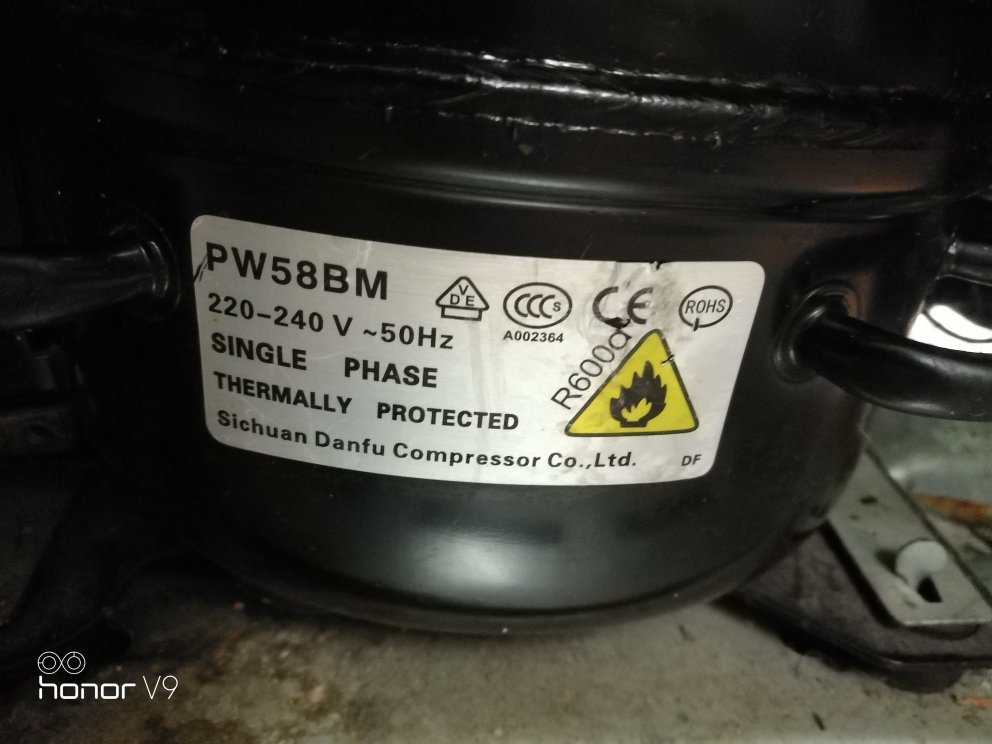 PW58BM
220-240 V ~50Hz
SINGLE PHASE
THERMALLY PROTECTED
Sichuan Danfu Compressor Co.,Ltd.
VDE
CCC S
A002364
CE
ROHS
R600a
DF
honor V9